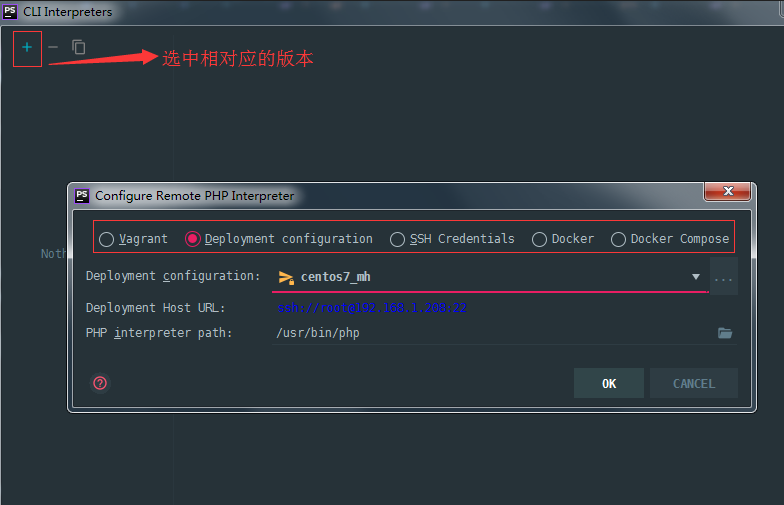 PS CLI Interpreters
选中相对应的版本
Noth
PS Configure Remote PHP Interpreter
Vagrant Deployment configuration SSH Credentials Docker Docker Compose
Deployment configuration: centos7_mh ...
Deployment Host URL: ssh://root@192.168.1.208:22
PHP interpreter path: /usr/bin/php
? OK CANCEL